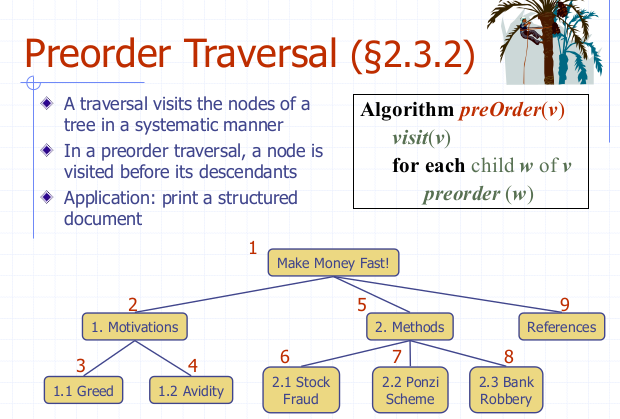 Preorder Traversal (§2.3.2)
A traversal visits the nodes of a
tree in a systematic manner
In a preorder traversal, a node is
visited before its descendants
Application: print a structured
document
Algorithm preOrder(v)
visit(v)
for each child w of v
preorder (w)
1
Make Money Fast!
2
5
9
1. Motivations
2. Methods
References
3
4
6
7
8
1.1 Greed
1.2 Avidity
2.1 Stock
Fraud
2.2 Ponzi
Scheme
2.3 Bank
Robbery